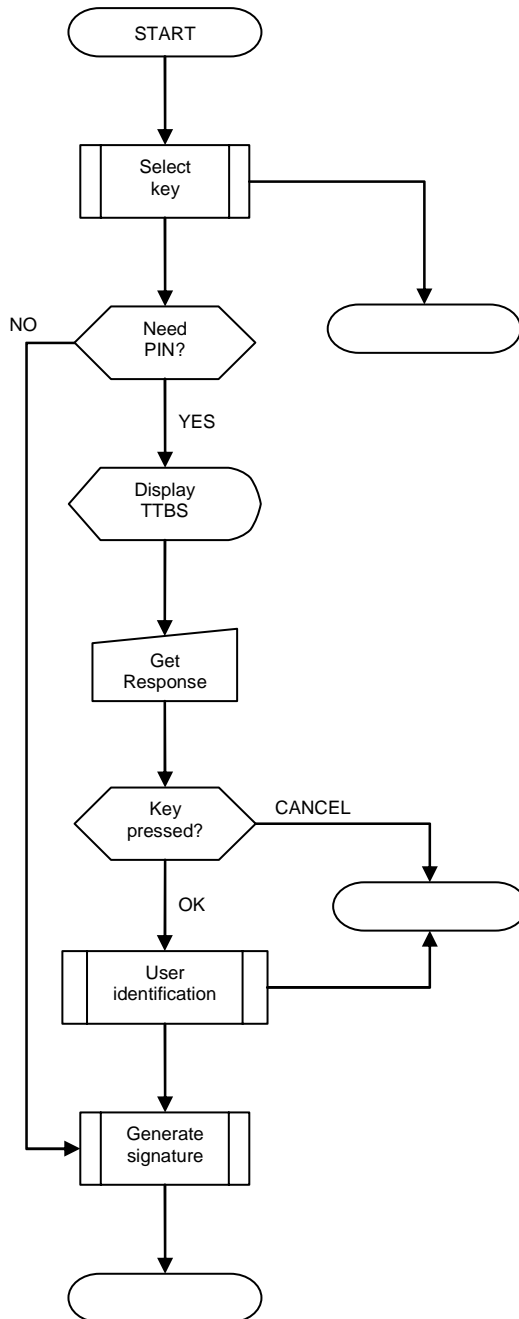 START
Select
key
NO
Need
PIN?
YES
Display
TTBS
Get
Response
Key
pressed?
CANCEL
OK
User
identification
Generate
signature